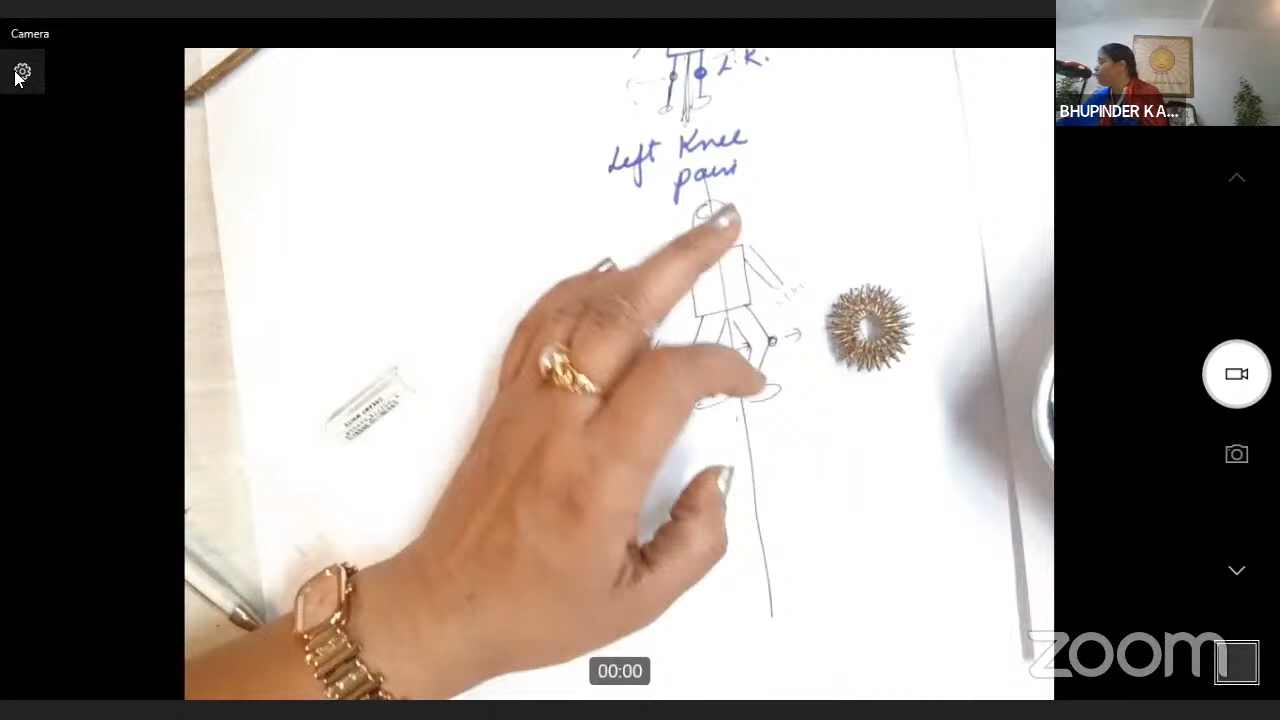 Camera
BHUPINDER K A...
L.K.
Left Knee
pain
00:00
zoom